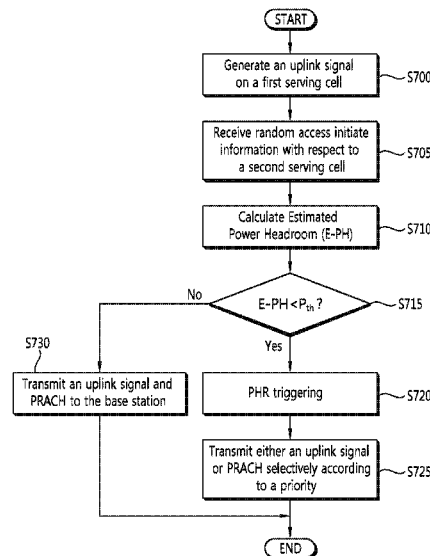 START
Generate an uplink signal
on a first serving cell
S700
Receive random access initiate
information with respect to
a second serving cell
S705
Calculate Estimated
Power Headroom (E-PH)
S710
E-PH<Pth ?
S715
No
Yes
S730
Transmit an uplink signal and
PRACH to the base station
PHR triggering
S720
Transmit either an uplink signal
or PRACH selectively according
to a priority
S725
END